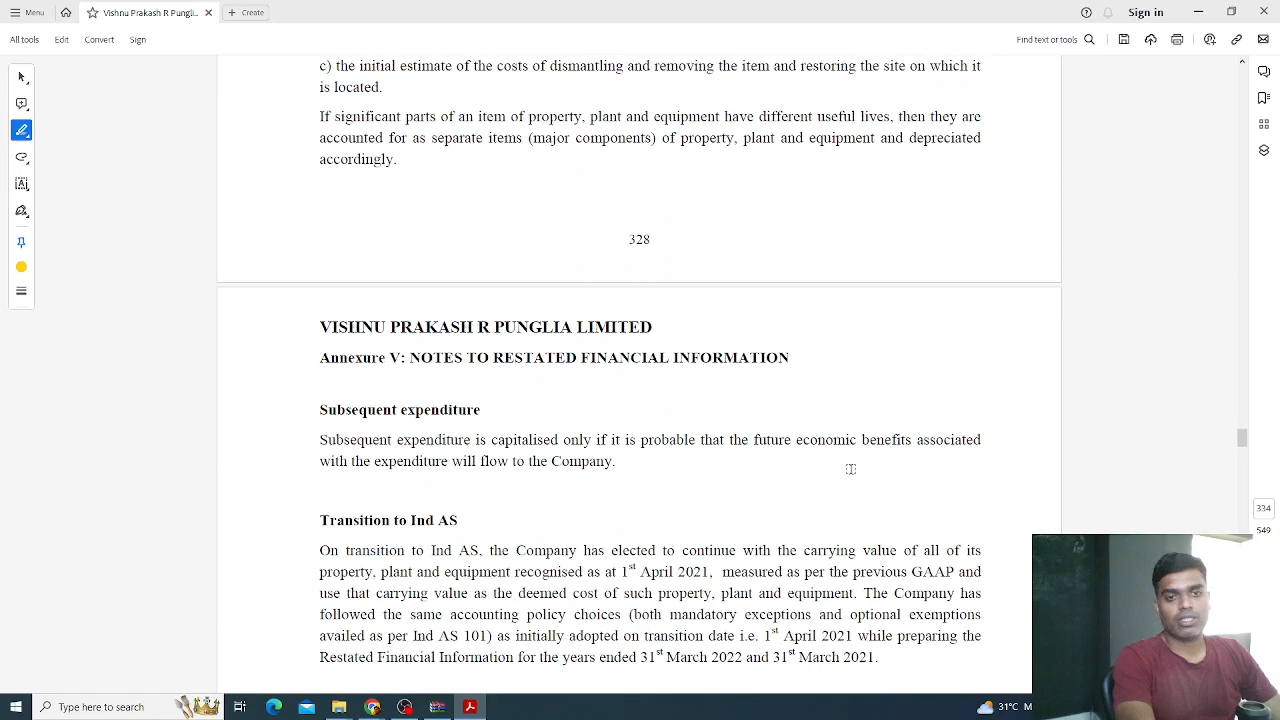 Menu
Vishnu Prakash R Pungli...
Create
Sign in
All tools
Edit
Convert
Sign
Find text or tools
c) the initial estimate of the costs of dismantling and removing the item and restoring the site on which it
is located.
If significant parts of an item of property, plant and equipment have different useful lives, then they are
accounted for as separate items (major components) of property, plant and equipment and depreciated
accordingly.
328
VISHNU PRAKASH R PUNGLIA LIMITED
Annexure V: NOTES TO RESTATED FINANCIAL INFORMATION
Subsequent expenditure
Subsequent expenditure is capitalised only if it is probable that the future economic benefits associated
with the expenditure will flow to the Company.
Transition to Ind AS
On transition to Ind AS, the Company has elected to continue with the carrying value of all of its
property, plant and equipment recognised as at 1st April 2021, measured as per the previous GAAP and
use that carrying value as the deemed cost of such property, plant and equipment. The Company has
followed the same accounting policy choices (both mandatory exceptions and optional exemptions
availed as per Ind AS 101) as initially adopted on transition date i.e. 1st April 2021 while preparing the
Restated Financial Information for the years ended 31st March 2022 and 31st March 2021.
334
549
Type here to search
31°C M